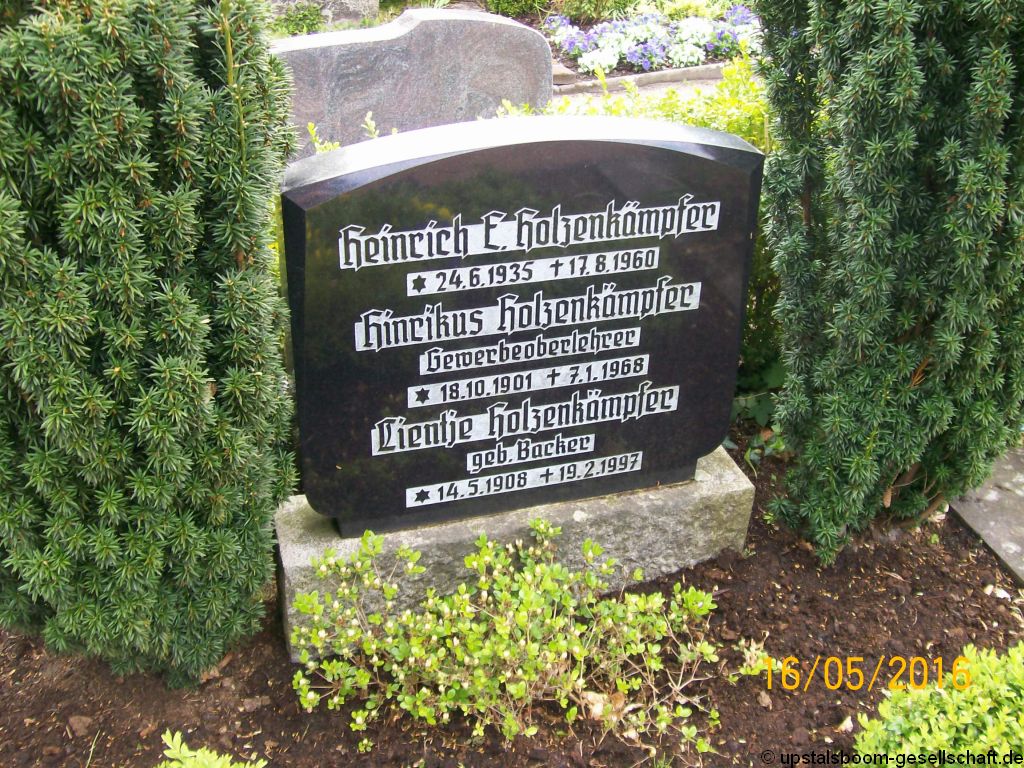 Heinrich E. Holzenkämpfer
✶ 24.6.1935 ✝ 17.8.1960
Hinrikus Holzenkämpfer
Gewerbeoberlehrer
✶ 18.10.1901 ✝ 7.1.1968
Lientje Holzenkämpfer
geb. Backer
✶ 14.5.1908 ✝ 19.2.1997
16/05/2016
© upstalsboom-gesellschaft.de